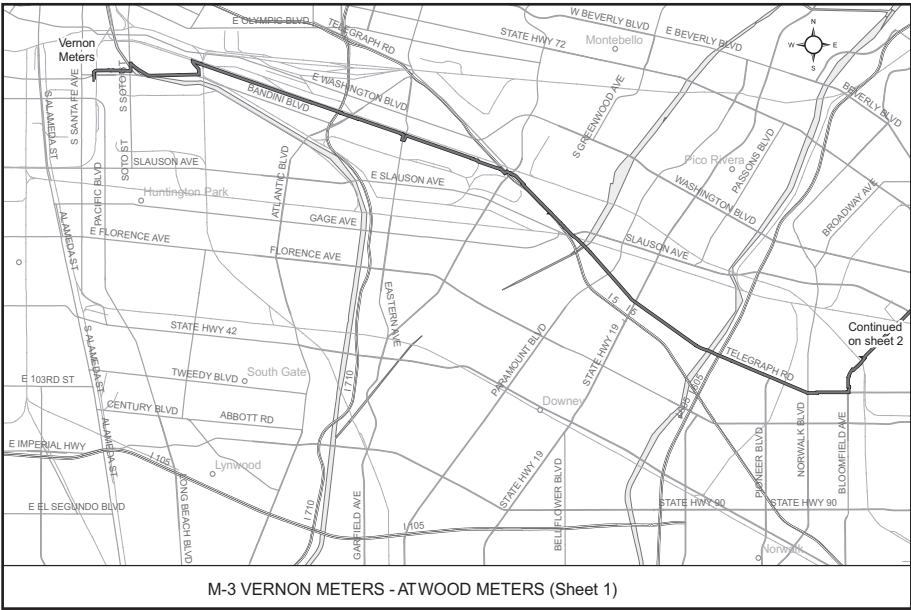 W BEVERLY BLVD
E OLYMPIC BLVD
TELEGRAPH RD
STATE HWY 72
E BEVERLY BLVD
Montebello
N
W
E
S
Vernon
Meters
S SANTA FE AVE
S SOTO ST
S ALAMEDA ST
E WASHINGTON BLVD
BANDINI BLVD
BEVERLY BLVD
S GREENWOOD AVE
PASSONS BLVD
Pico Rivera
SOTO ST
SLAUSON AVE
ATLANTIC BLVD
E SLAUSON AVE
WASHINGTON BLVD
BROADWAY AVE
PACIFIC BLVD
Huntington Park
GAGE AVE
ALAMEDA ST
E FLORENCE AVE
FLORENCE AVE
SLAUSON AVE
EASTERN AVE
I 5
I 5
STATE HWY 42
PARAMOUNT BLVD
STATE HWY 19
Continued
on sheet 2
S ALAMEDA ST
TELEGRAPH RD
E 103RD ST
TWEEDY BLVD
South Gate
I 710
I 605
I 605
CENTURY BLVD
ABBOTT RD
Downey
E IMPERIAL HWY
ALAMEDA ST
I 105
Lynwood
STATE HWY 19
BELLFLOWER BLVD
PIONEER BLVD
NORWALK BLVD
BLOOMFIELD AVE
E EL SEGUNDO BLVD
LONG BEACH BLVD
I 710
GARFIELD AVE
I 105
STATE HWY 90
STATE HWY 90
Norwalk
M-3 VERNON METERS - ATWOOD METERS (Sheet 1)